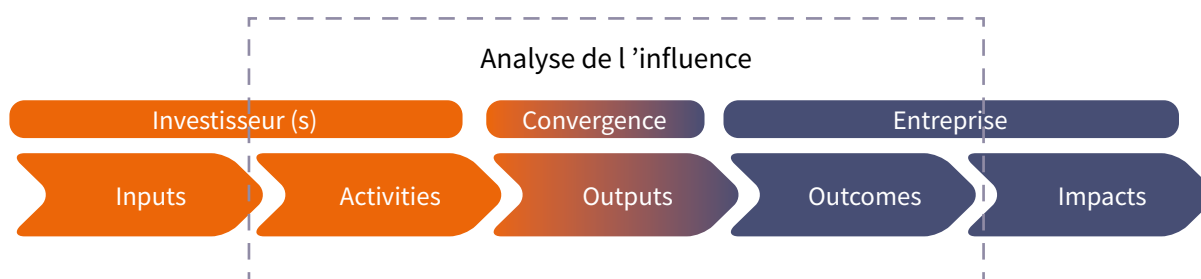 Analyse de l ’influence
Investisseur (s)
Convergence
Entreprise
Inputs
Activities
Outputs
Outcomes
Impacts